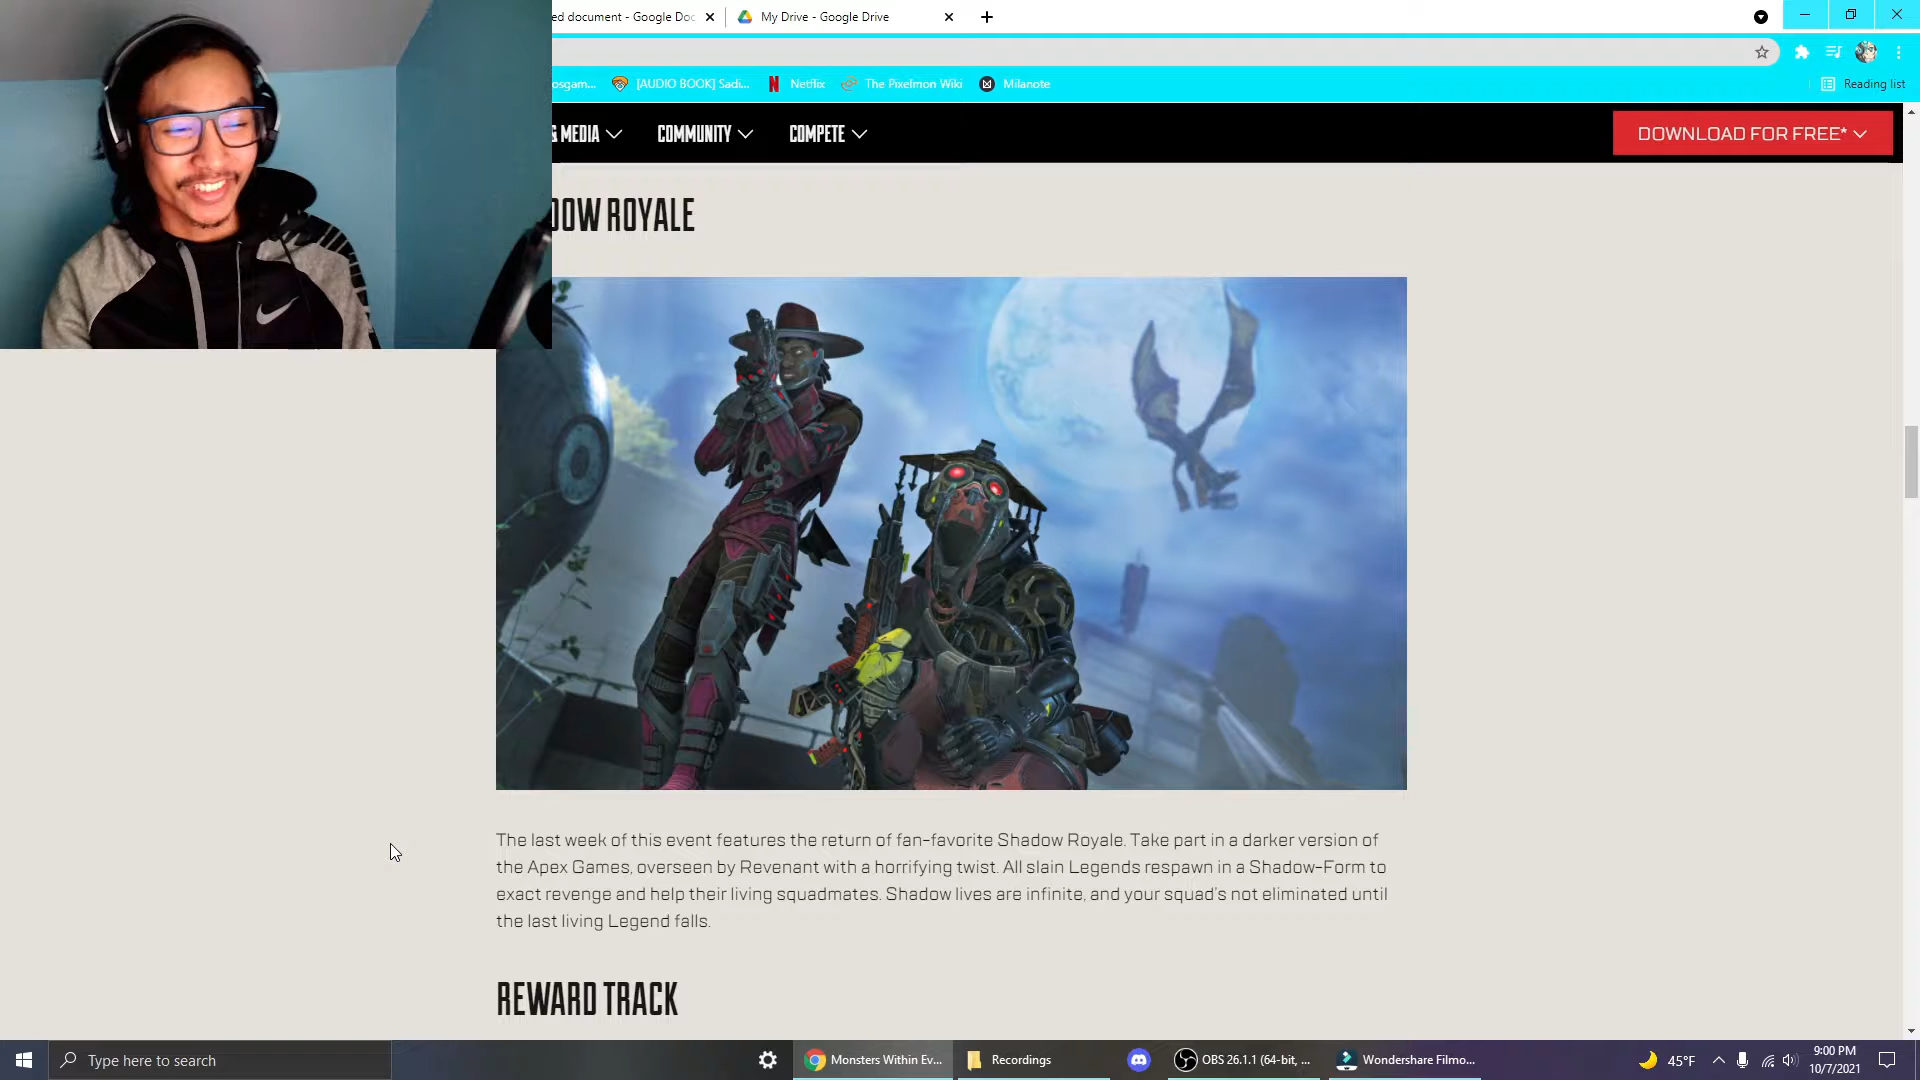 ed document - Google Doc
My Drive - Google Drive
osgam...
[AUDIO BOOK] Sadi...
Netflix
The Pixelmon Wiki
Milanote
Reading list
& MEDIA
COMMUNITY
COMPETE
DOWNLOAD FOR FREE*
DOW ROYALE
The last week of this event features the return of fan-favorite Shadow Royale. Take part in a darker version of
the Apex Games, overseen by Revenant with a horrifying twist. All slain Legends respawn in a Shadow-Form to
exact revenge and help their living squadmates. Shadow lives are infinite, and your squad's not eliminated until
the last living Legend falls.
REWARD TRACK
Type here to search
Monsters Within Ev...
Recordings
OBS 26.1.1 (64-bit, ...
Wondershare Filmo...
45°F
9:00 PM
10/7/2021